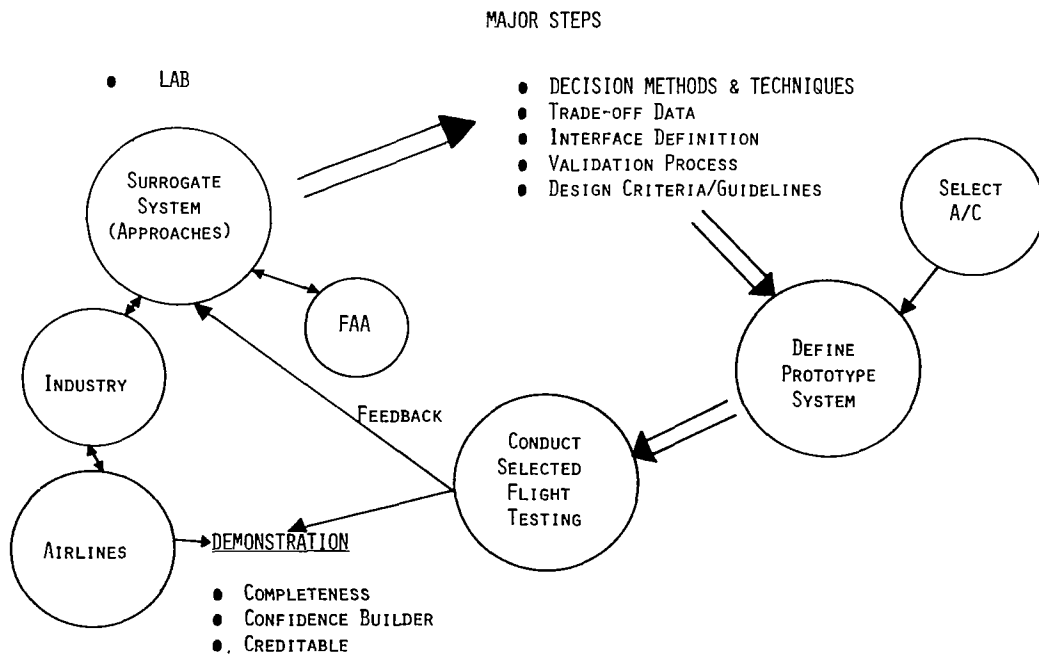 MAJOR STEPS
• LAB
• DECISION METHODS & TECHNIQUES
• TRADE-OFF DATA
• INTERFACE DEFINITION
• VALIDATION PROCESS
• DESIGN CRITERIA/GUIDELINES
SURROGATE
SYSTEM
(APPROACHES)
SELECT
A/C
FAA
DEFINE
PROTOTYPE
SYSTEM
INDUSTRY
FEEDBACK
CONDUCT
SELECTED
FLIGHT
TESTING
AIRLINES
DEMONSTRATION
• COMPLETENESS
• CONFIDENCE BUILDER
•. CREDITABLE